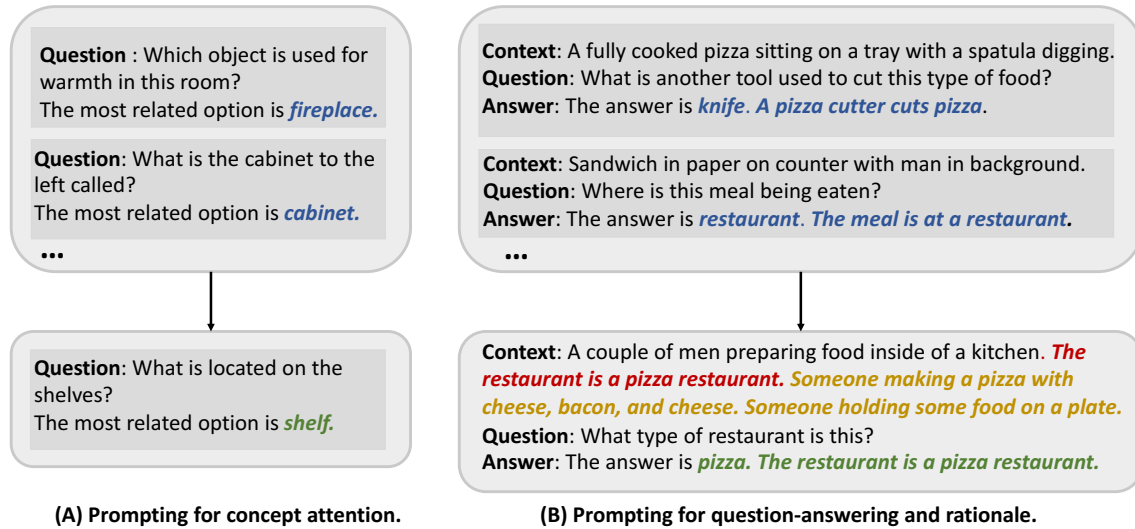 Question : Which object is used for
warmth in this room?
The most related option is fireplace.
Question: What is the cabinet to the
left called?
The most related option is cabinet.
...
Question: What is located on the
shelves?
The most related option is shelf.
(A) Prompting for concept attention.
Context: A fully cooked pizza sitting on a tray with a spatula digging.
Question: What is another tool used to cut this type of food?
Answer: The answer is knife. A pizza cutter cuts pizza.
Context: Sandwich in paper on counter with man in background.
Question: Where is this meal being eaten?
Answer: The answer is restaurant. The meal is at a restaurant.
...
Context: A couple of men preparing food inside of a kitchen. The
restaurant is a pizza restaurant. Someone making a pizza with
cheese, bacon, and cheese. Someone holding some food on a plate.
Question: What type of restaurant is this?
Answer: The answer is pizza. The restaurant is a pizza restaurant.
(B) Prompting for question-answering and rationale.